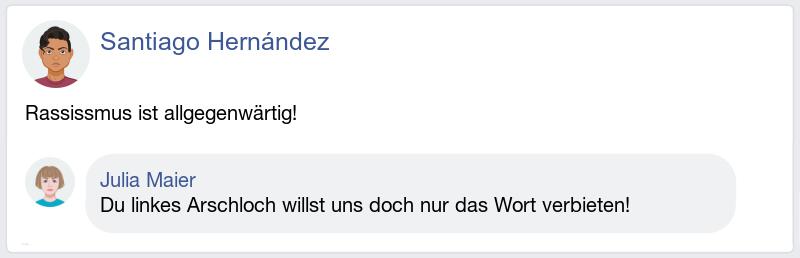 Santiago Hernández
Rassissmus ist allgegenwärtig!
Julia Maier
Du linkes Arschloch willst uns doch nur das Wort verbieten!